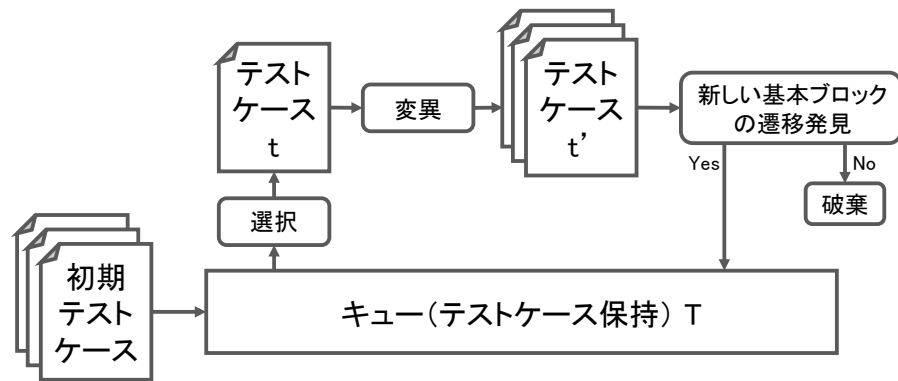 テスト
ケース
t
変異
テスト
ケース
t’
新しい基本ブロック
の遷移発見
Yes
No
破棄
選択
初期
テスト
ケース
キュー(テストケース保持) T